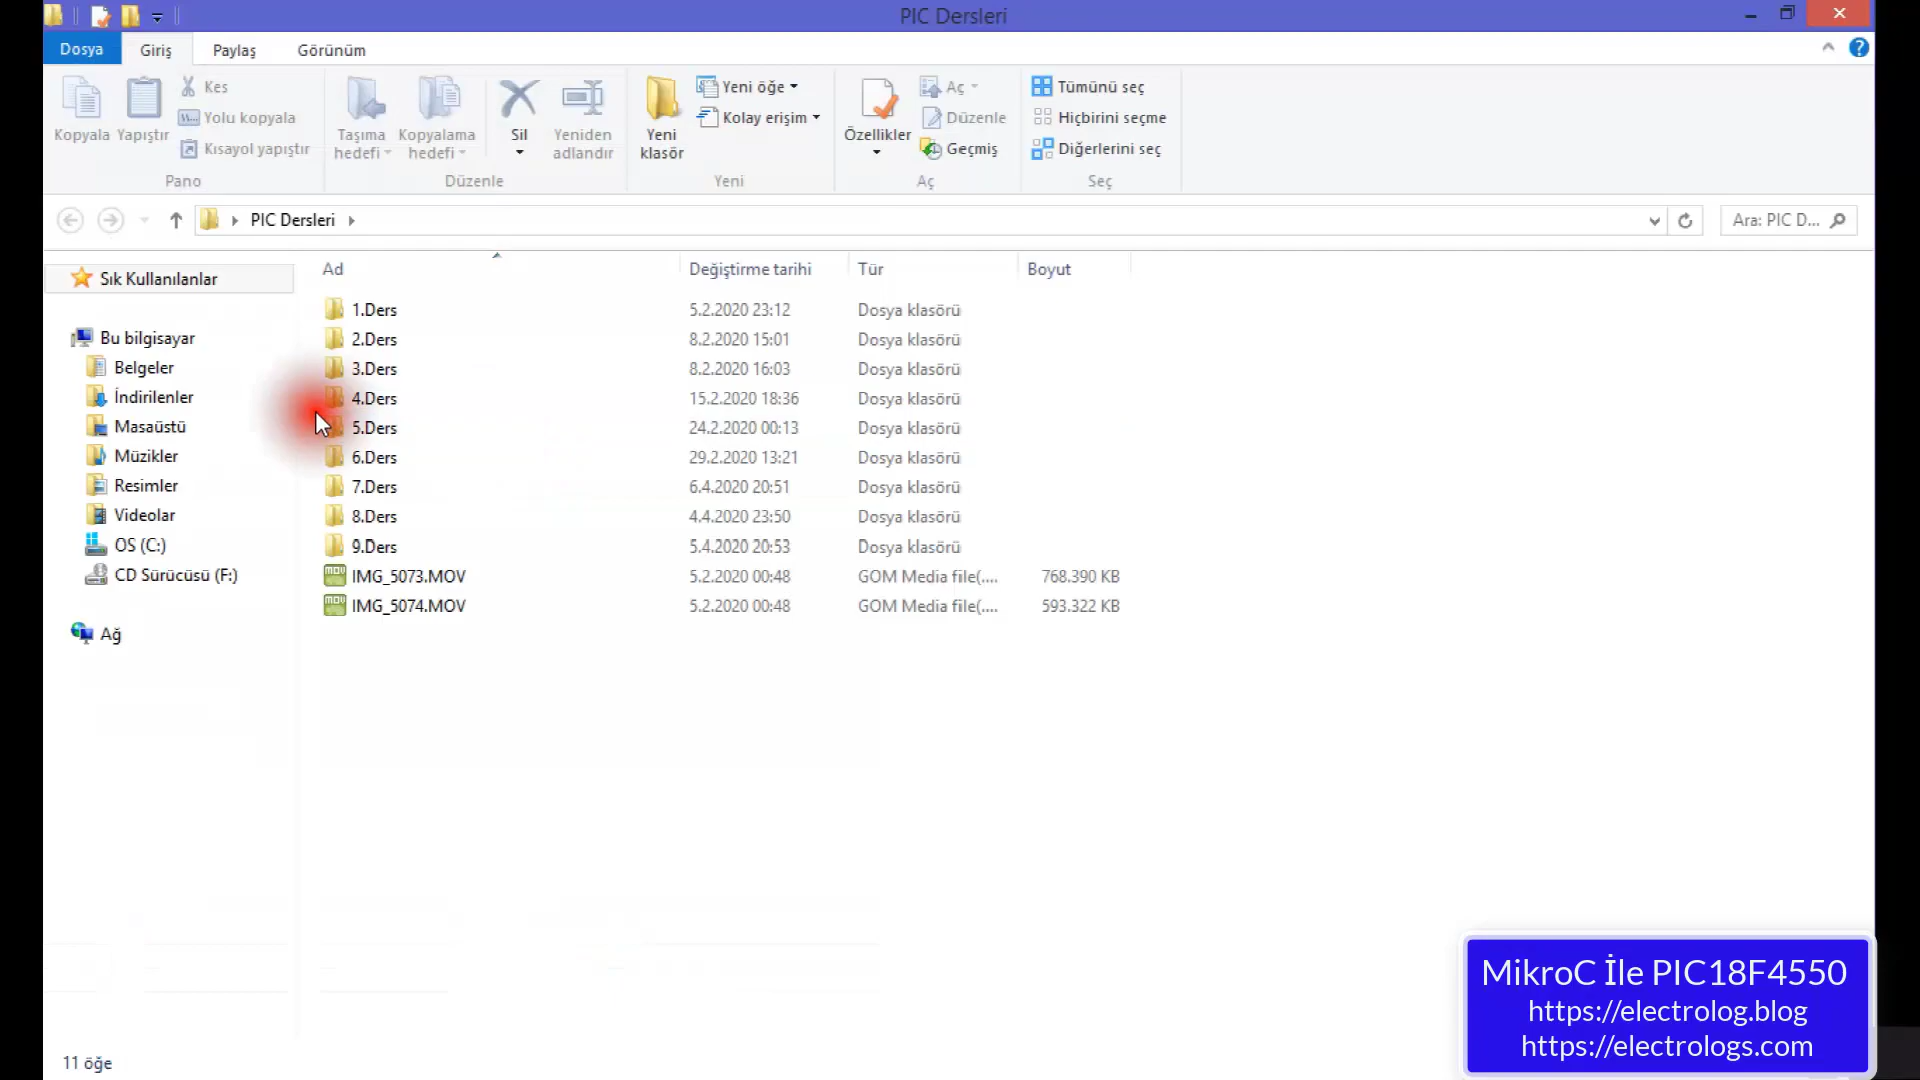 PIC Dersleri
Dosya Giriş Paylaş Görünüm
Kopyala Yapıştır Kes Yolu kopyala Kısayol yapıştır
Taşıma hedefi Kopyalama hedefi Sil Yeniden adlandır
Yeni klasör Yeni öğe Kolay erişim
Özellikler Aç Düzenle Geçmiş
Tümünü seç Hiçbirini seçme Diğerlerini seç
Pano Düzenle Yeni Aç Seç
PIC Dersleri Ara: PIC D...
Sık Kullanılanlar
Bu bilgisayar
Belgeler
İndirilenler
Masaüstü
Müzikler
Resimler
Videolar
OS (C:)
CD Sürücüsü (F:)
Ağ
Ad Değiştirme tarihi Tür Boyut
1.Ders 5.2.2020 23:12 Dosya klasörü
2.Ders 8.2.2020 15:01 Dosya klasörü
3.Ders 8.2.2020 16:03 Dosya klasörü
4.Ders 15.2.2020 18:36 Dosya klasörü
5.Ders 24.2.2020 00:13 Dosya klasörü
6.Ders 29.2.2020 13:21 Dosya klasörü
7.Ders 6.4.2020 20:51 Dosya klasörü
8.Ders 4.4.2020 23:50 Dosya klasörü
9.Ders 5.4.2020 20:53 Dosya klasörü
IMG_5073.MOV 5.2.2020 00:48 GOM Media file(.... 768.390 KB
IMG_5074.MOV 5.2.2020 00:48 GOM Media file(.... 593.322 KB
11 öğe
MikroC İle PIC18F4550
https://electrolog.blog
https://electrologs.com